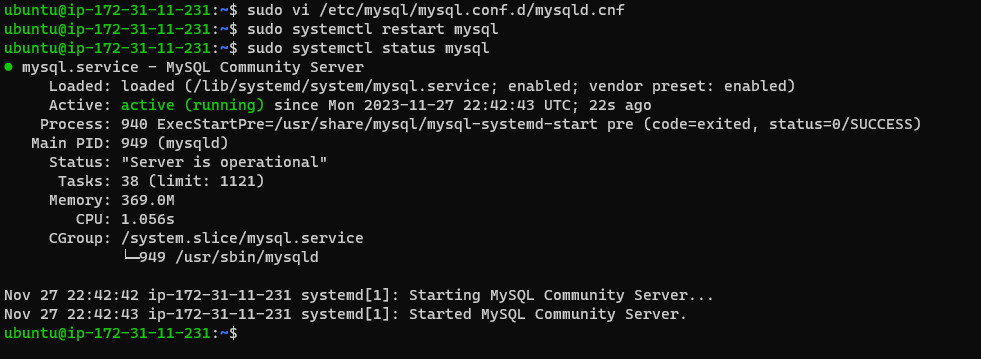 ubuntu@ip-172-31-11-231:~$ sudo vi /etc/mysql/mysql.conf.d/mysqld.cnf
ubuntu@ip-172-31-11-231:~$ sudo systemctl restart mysql
ubuntu@ip-172-31-11-231:~$ sudo systemctl status mysql
● mysql.service - MySQL Community Server
     Loaded: loaded (/lib/systemd/system/mysql.service; enabled; vendor preset: enabled)
     Active: active (running) since Mon 2023-11-27 22:42:43 UTC; 22s ago
    Process: 940 ExecStartPre=/usr/share/mysql/mysql-systemd-start pre (code=exited, status=0/SUCCESS)
   Main PID: 949 (mysqld)
     Status: "Server is operational"
      Tasks: 38 (limit: 1121)
     Memory: 369.0M
        CPU: 1.056s
     CGroup: /system.slice/mysql.service
             └─949 /usr/sbin/mysqld

Nov 27 22:42:42 ip-172-31-11-231 systemd[1]: Starting MySQL Community Server...
Nov 27 22:42:43 ip-172-31-11-231 systemd[1]: Started MySQL Community Server.
ubuntu@ip-172-31-11-231:~$